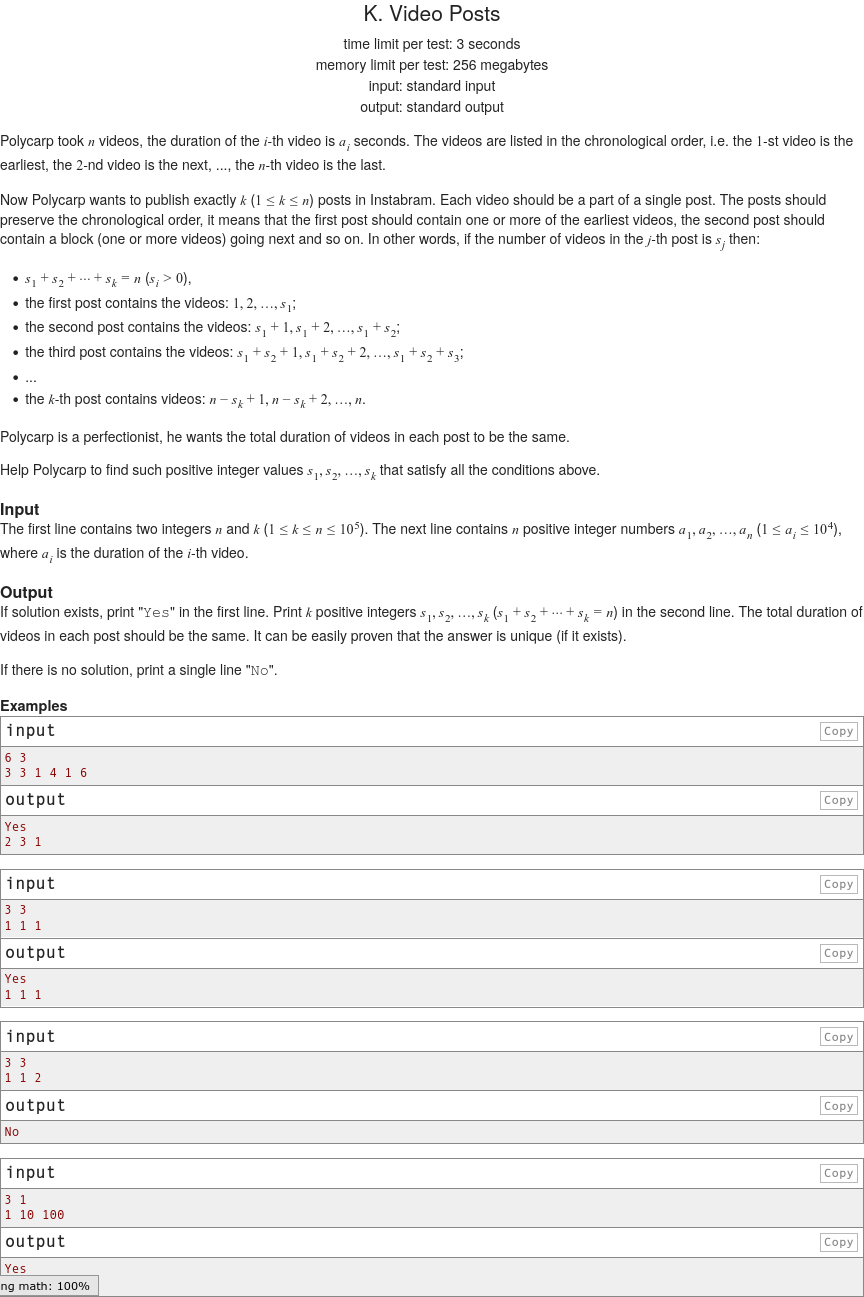 K. Video Posts
time limit per test: 3 seconds
memory limit per test: 256 megabytes
input: standard input
output: standard output
Polycarp took n videos, the duration of the i-th video is a_i seconds. The videos are listed in the chronological order, i.e. the 1-st video is the
earliest, the 2-nd video is the next, ..., the n-th video is the last.
Now Polycarp wants to publish exactly k (1 ≤ k ≤ n) posts in Instabram. Each video should be a part of a single post. The posts should
preserve the chronological order, it means that the first post should contain one or more of the earliest videos, the second post should
contain a block (one or more videos) going next and so on. In other words, if the number of videos in the j-th post is s_j then:
• s_1 + s_2 + ⋯ + s_k = n (s_i > 0),
• the first post contains the videos: 1, 2, …, s_1;
• the second post contains the videos: s_1 + 1, s_1 + 2, …, s_1 + s_2;
• the third post contains the videos: s_1 + s_2 + 1, s_1 + s_2 + 2, …, s_1 + s_2 + s_3;
• ...
• the k-th post contains videos: n − s_k + 1, n − s_k + 2, …, n.
Polycarp is a perfectionist, he wants the total duration of videos in each post to be the same.
Help Polycarp to find such positive integer values s_1, s_2, …, s_k that satisfy all the conditions above.
Input
The first line contains two integers n and k (1 ≤ k ≤ n ≤ 10^5). The next line contains n positive integer numbers a_1, a_2, …, a_n (1 ≤ a_i ≤ 10^4),
where a_i is the duration of the i-th video.
Output
If solution exists, print "Yes" in the first line. Print k positive integers s_1, s_2, …, s_k (s_1 + s_2 + ⋯ + s_k = n) in the second line. The total duration of
videos in each post should be the same. It can be easily proven that the answer is unique (if it exists).
If there is no solution, print a single line "No".
Examples
input Copy
6 3
3 3 1 4 1 6
output Copy
Yes
2 3 1
input Copy
3 3
1 1 1
output Copy
Yes
1 1 1
input Copy
3 3
1 1 2
output Copy
No
input Copy
3 1
1 10 100
output Copy
Yes
ng math: 100%